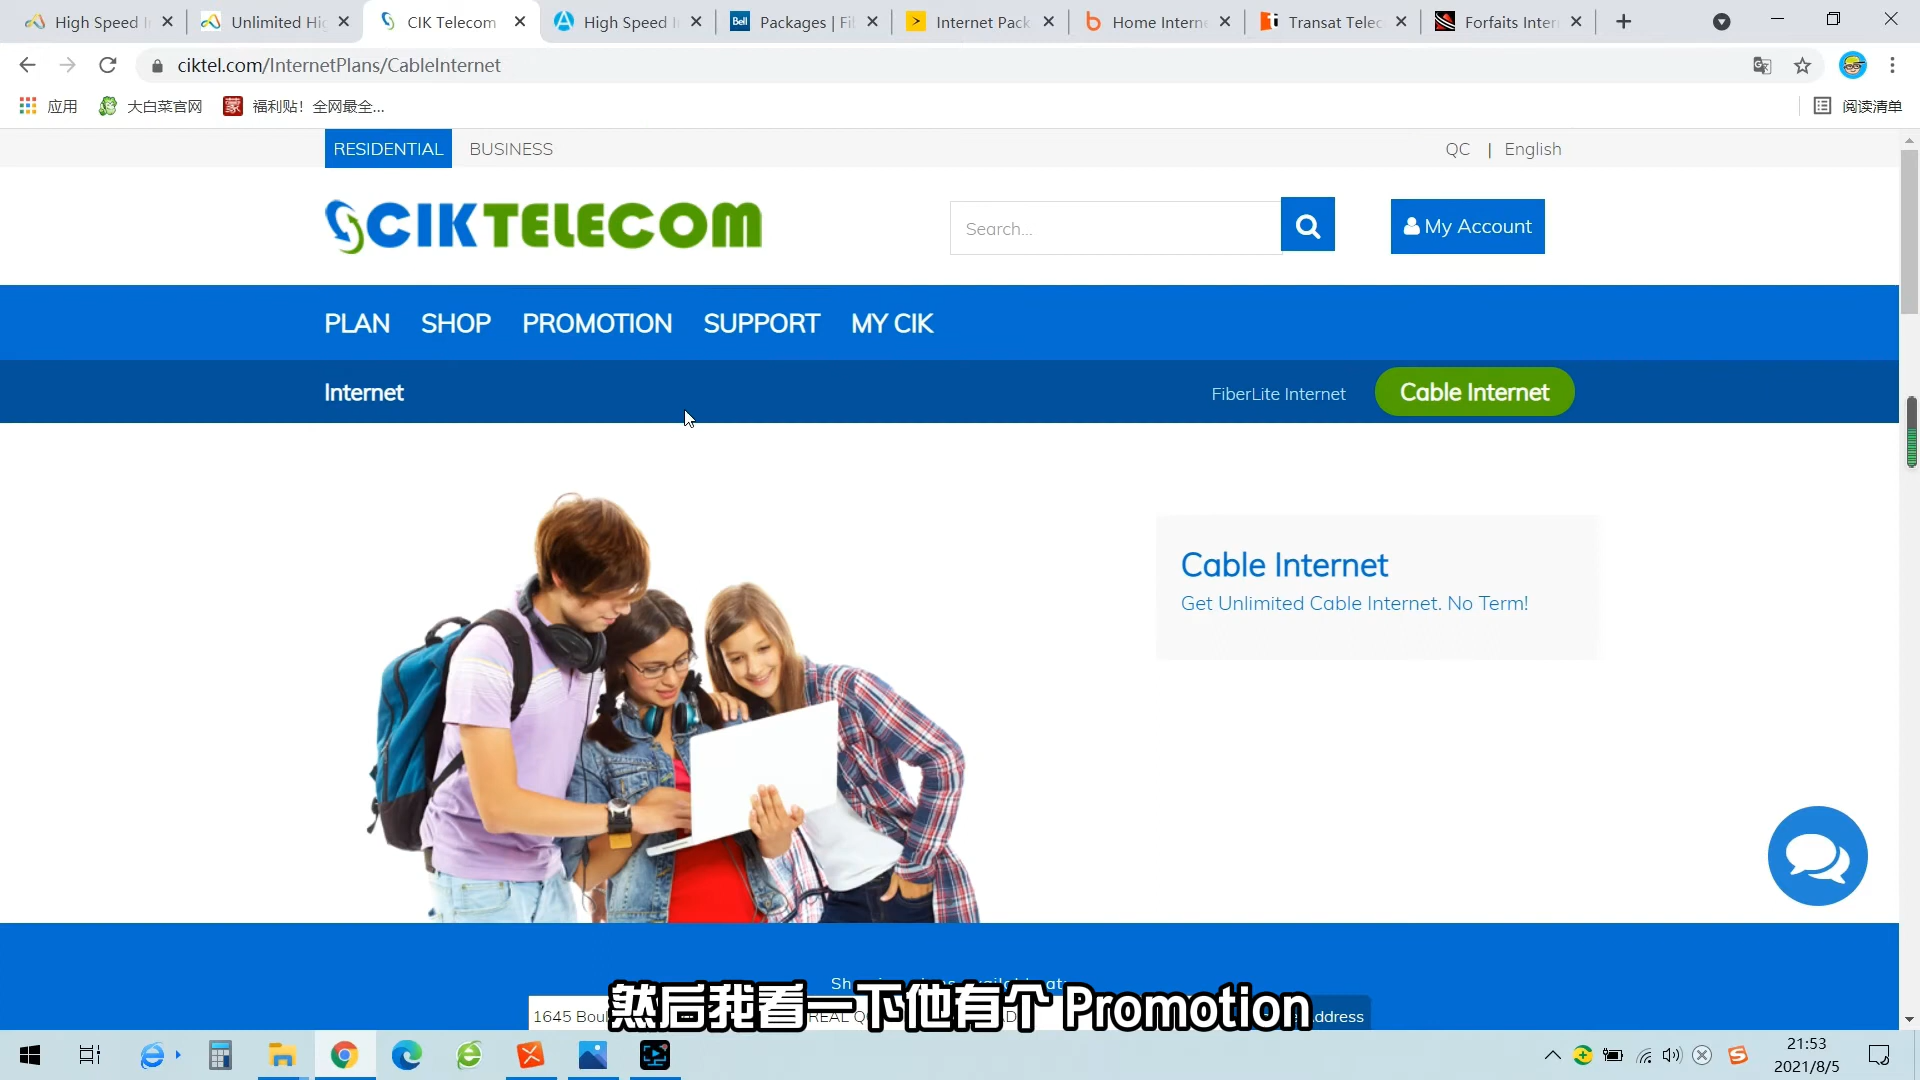 High Speed I
Unlimited Hig
CIK Telecom
High Speed I
Bell
Packages | Fi
Internet Pack
Home Interne
Transat Telec
Forfaits Inter
ciktel.com/InternetPlans/CableInternet
应用
大白菜官网
蒙
福利贴！全网最全...
阅读清单
RESIDENTIAL
BUSINESS
QC | English
CIKTELECOM
Search...
My Account
PLAN
SHOP
PROMOTION
SUPPORT
MY CIK
Internet
FiberLite Internet
Cable Internet
Cable Internet
Get Unlimited Cable Internet. No Term!
1645
然后我看一下他有个 Promotion
21:53
2021/8/5